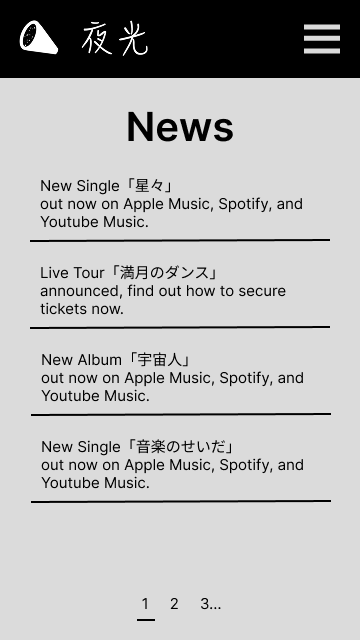 夜光
News
New Single「星々」
out now on Apple Music, Spotify, and
Youtube Music.
Live Tour「満月のダンス」
announced, find out how to secure
tickets now.
New Album「宇宙人」
out now on Apple Music, Spotify, and
Youtube Music.
New Single「音楽のせいだ」
out now on Apple Music, Spotify, and
Youtube Music.
1 2 3...